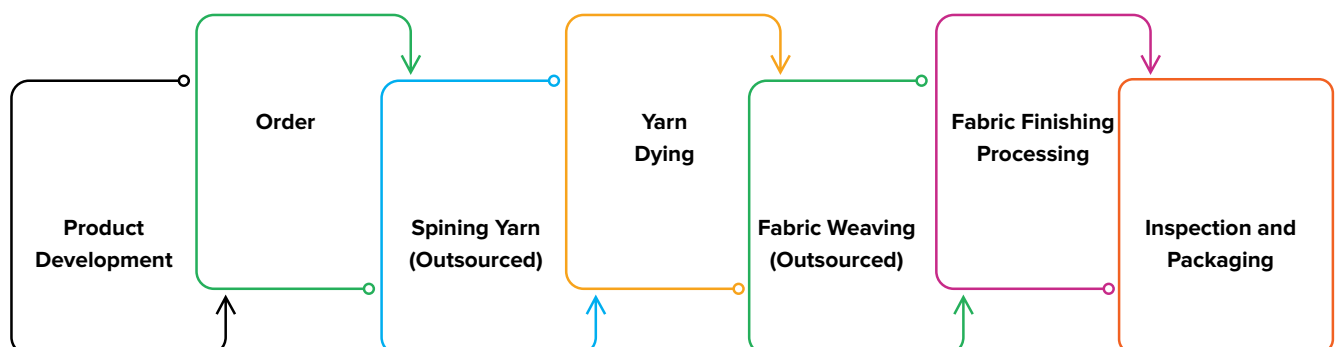 Product
Development
Order
Spining Yarn
(Outsourced)
Yarn
Dying
Fabric Weaving
(Outsourced)
Fabric Finishing
Processing
Inspection and
Packaging